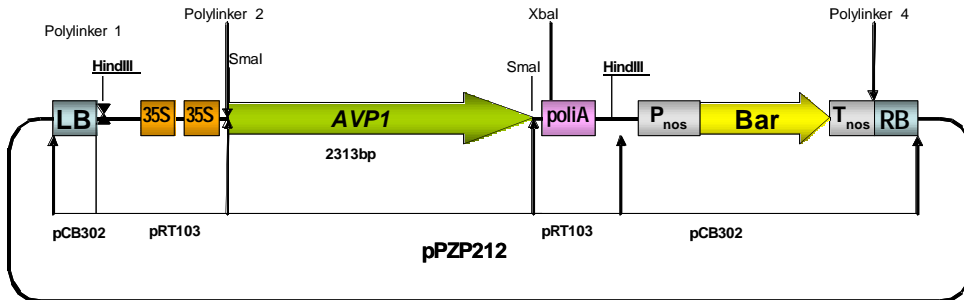 Polylinker 2
XbaI
Polylinker 4
Polylinker 1
HindIII
SmaI
SmaI
HindIII
LB
35S
35S
AVP1
poliA
Pnos
Bar
Tnos
RB
2313bp
pCB302
pRT103
pRT103
pCB302
pPZP212